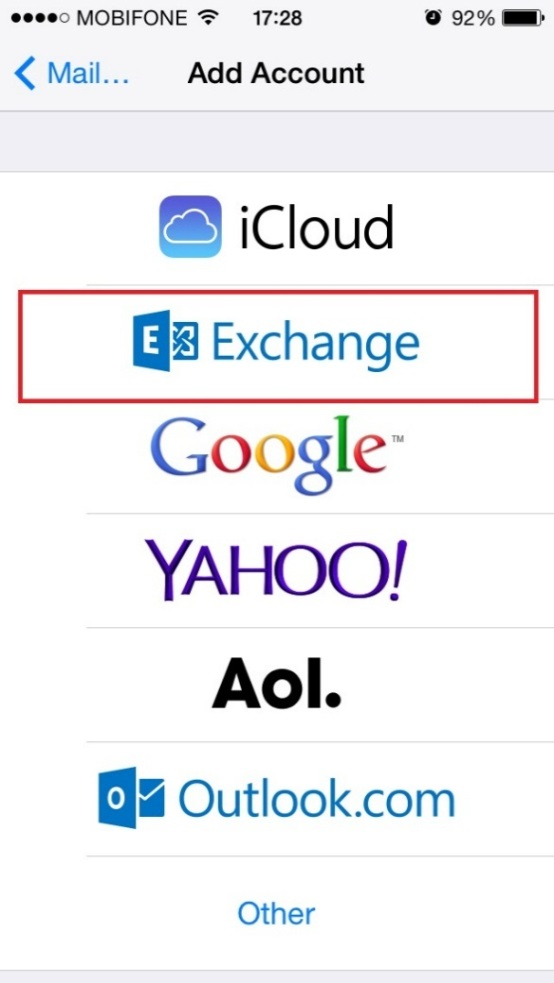 MOBIFONE 17:28 92%
Mail... Add Account
iCloud
E Exchange
Google™
YAHOO!
Aol.
O Outlook.com
Other